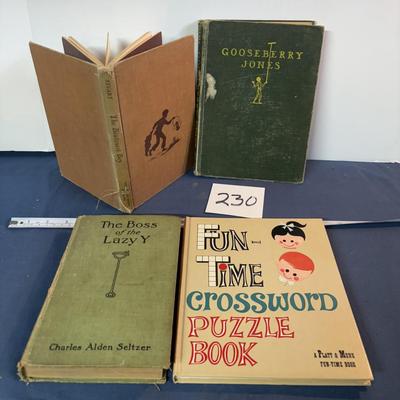 STUART
GOOSEBERRY
JONES
230
The Boss
of the
Lazy Y
Charles Alden Seltzer
FUN-
TIME
CROSSWORD
PUZZLE
BOOK
A PLATT & MUNK
FUN-TIME BOOK